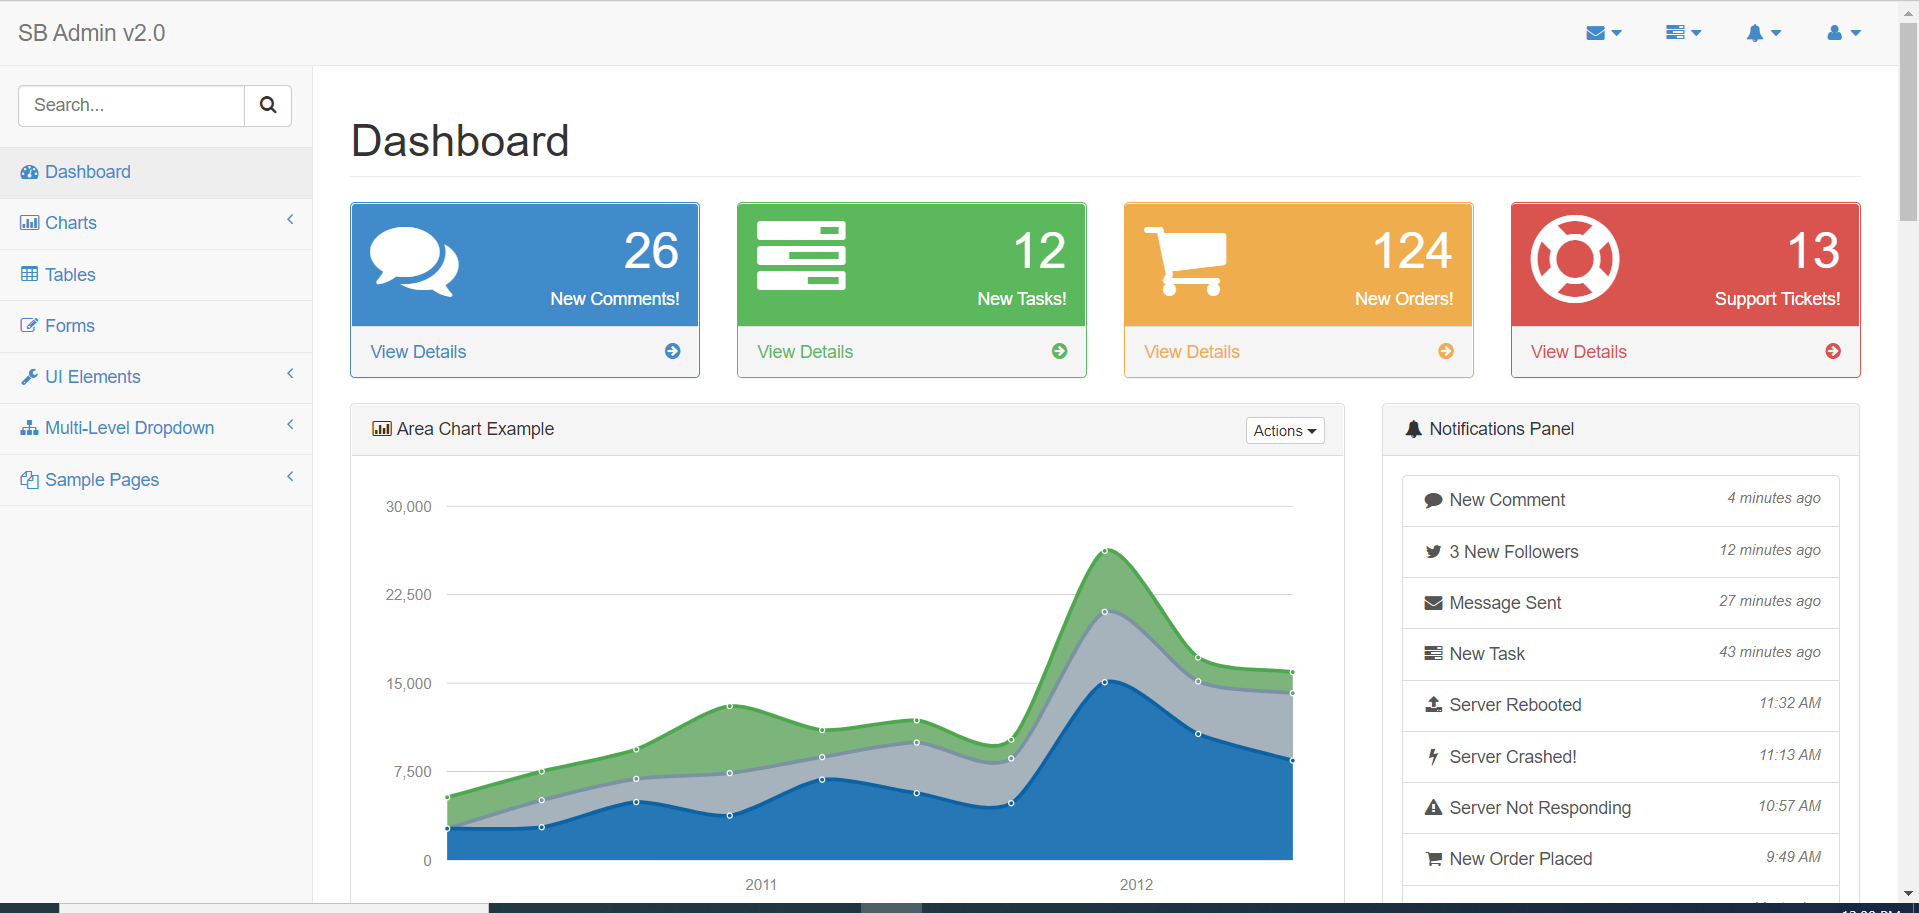 SB Admin v2.0
Search...
Dashboard
Charts
Tables
Forms
UI Elements
Multi-Level Dropdown
Sample Pages
Dashboard
26
New Comments!
View Details
12
New Tasks!
View Details
124
New Orders!
View Details
13
Support Tickets!
View Details
Area Chart Example
Actions
30,000
22,500
15,000
7,500
0
2011
2012
Notifications Panel
New Comment 4 minutes ago
3 New Followers 12 minutes ago
Message Sent 27 minutes ago
New Task 43 minutes ago
Server Rebooted 11:32 AM
Server Crashed! 11:13 AM
Server Not Responding 10:57 AM
New Order Placed 9:49 AM